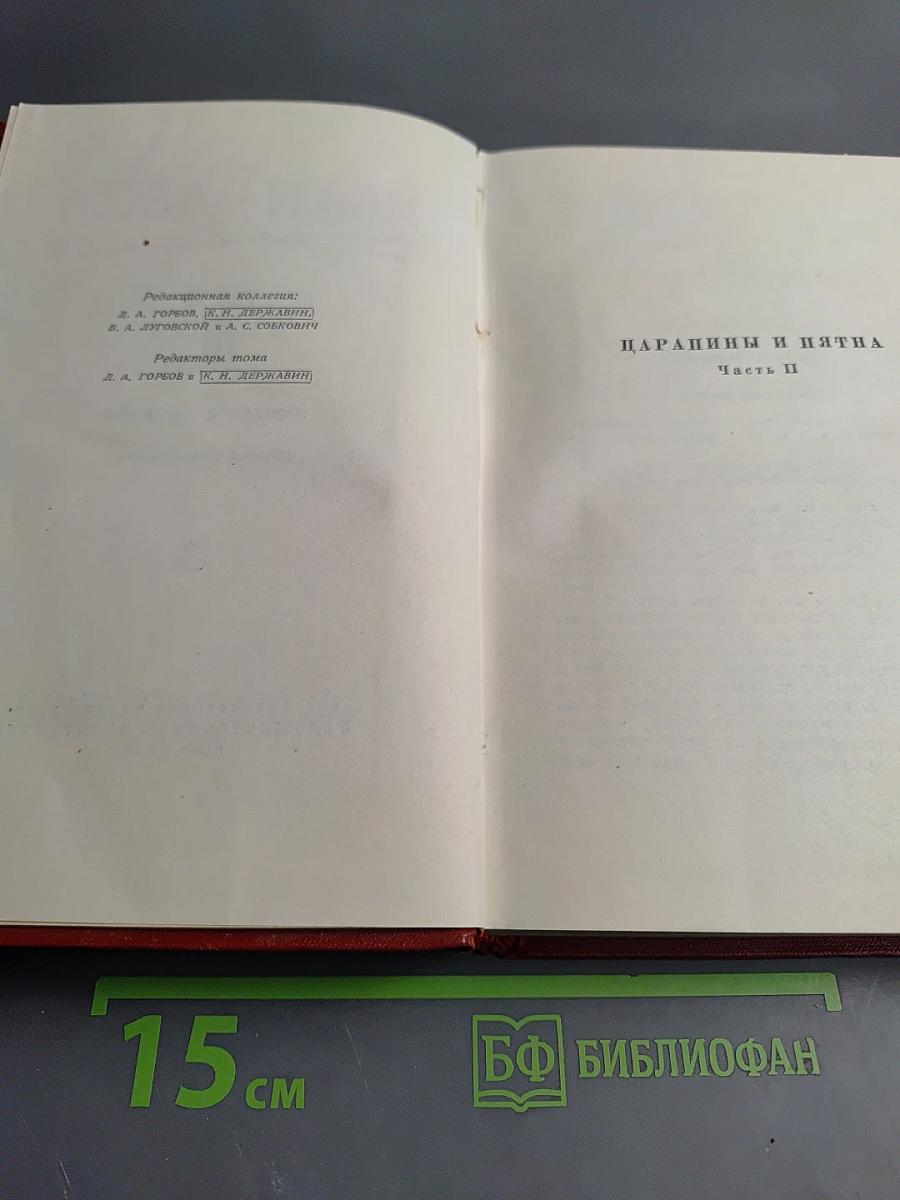 Редакционная коллегия:
Д. А. ГОРБОВ, К. Н. ДЕРЖАВИН,
В. А. ЛУГОВСКОЙ и А. С. СОБКОВИЧ
Редакторы тома
Д. А. ГОРБОВ и К. Н. ДЕРЖАВИН
ЦАРАПИНЫ И ПЯТНА
Часть II
15 см
БФ БИБЛИОФАН